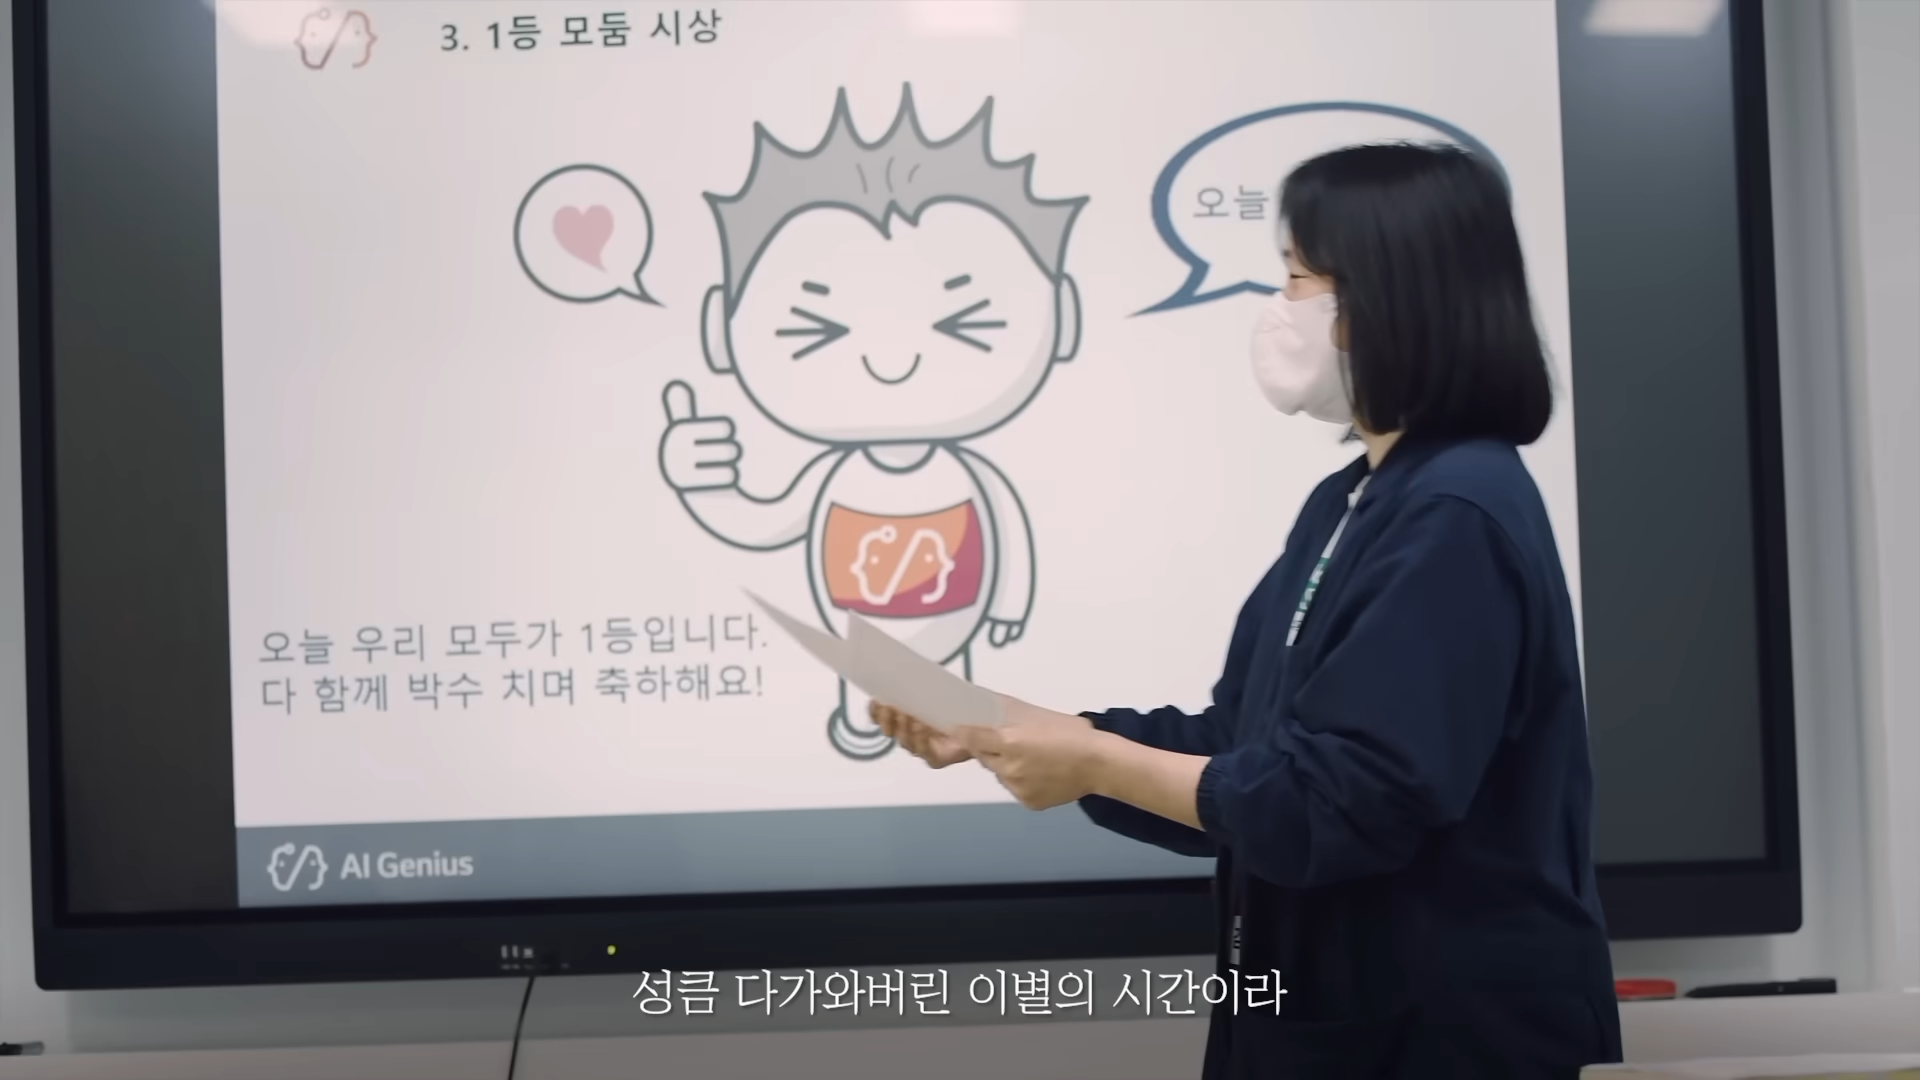 3. 1등 모둠 시상
오늘
오늘 우리 모두가 1등입니다.
다 함께 박수 치며 축하해요!
AI Genius
성큼 다가와버린 이별의 시간이라